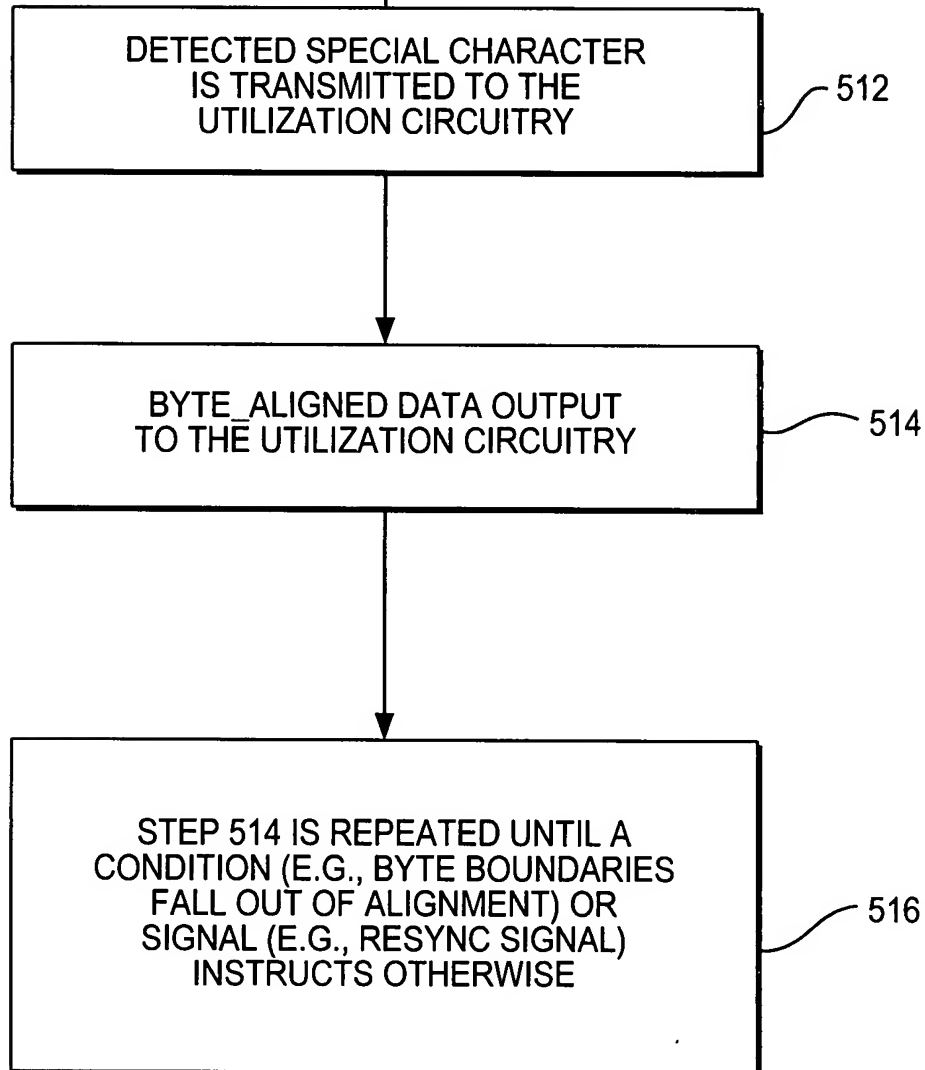 DETECTED SPECIAL CHARACTER
IS TRANSMITTED TO THE
UTILIZATION CIRCUITRY
512
BYTE_ALIGNED DATA OUTPUT
TO THE UTILIZATION CIRCUITRY
514
STEP 514 IS REPEATED UNTIL A
CONDITION (E.G., BYTE BOUNDARIES
FALL OUT OF ALIGNMENT) OR
SIGNAL (E.G., RESYNC SIGNAL)
INSTRUCTS OTHERWISE
516